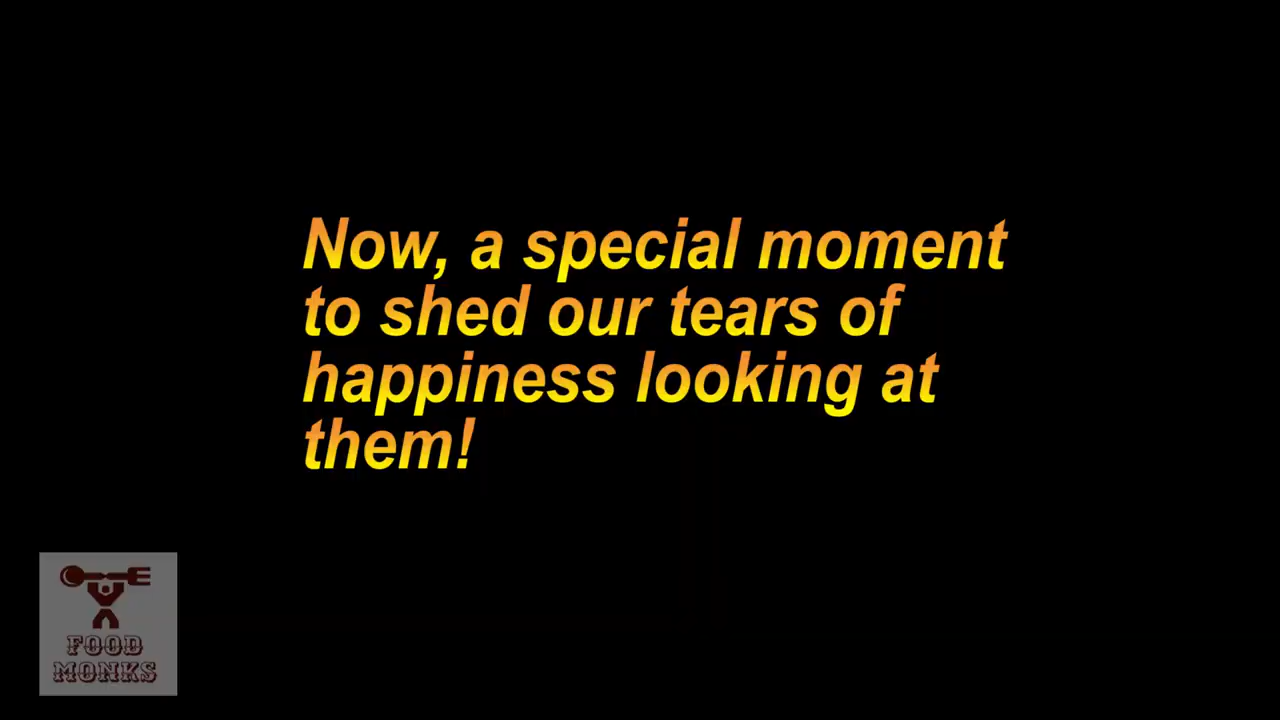 Now, a special moment
to shed our tears of
happiness looking at
them!
FOOD
MONKS